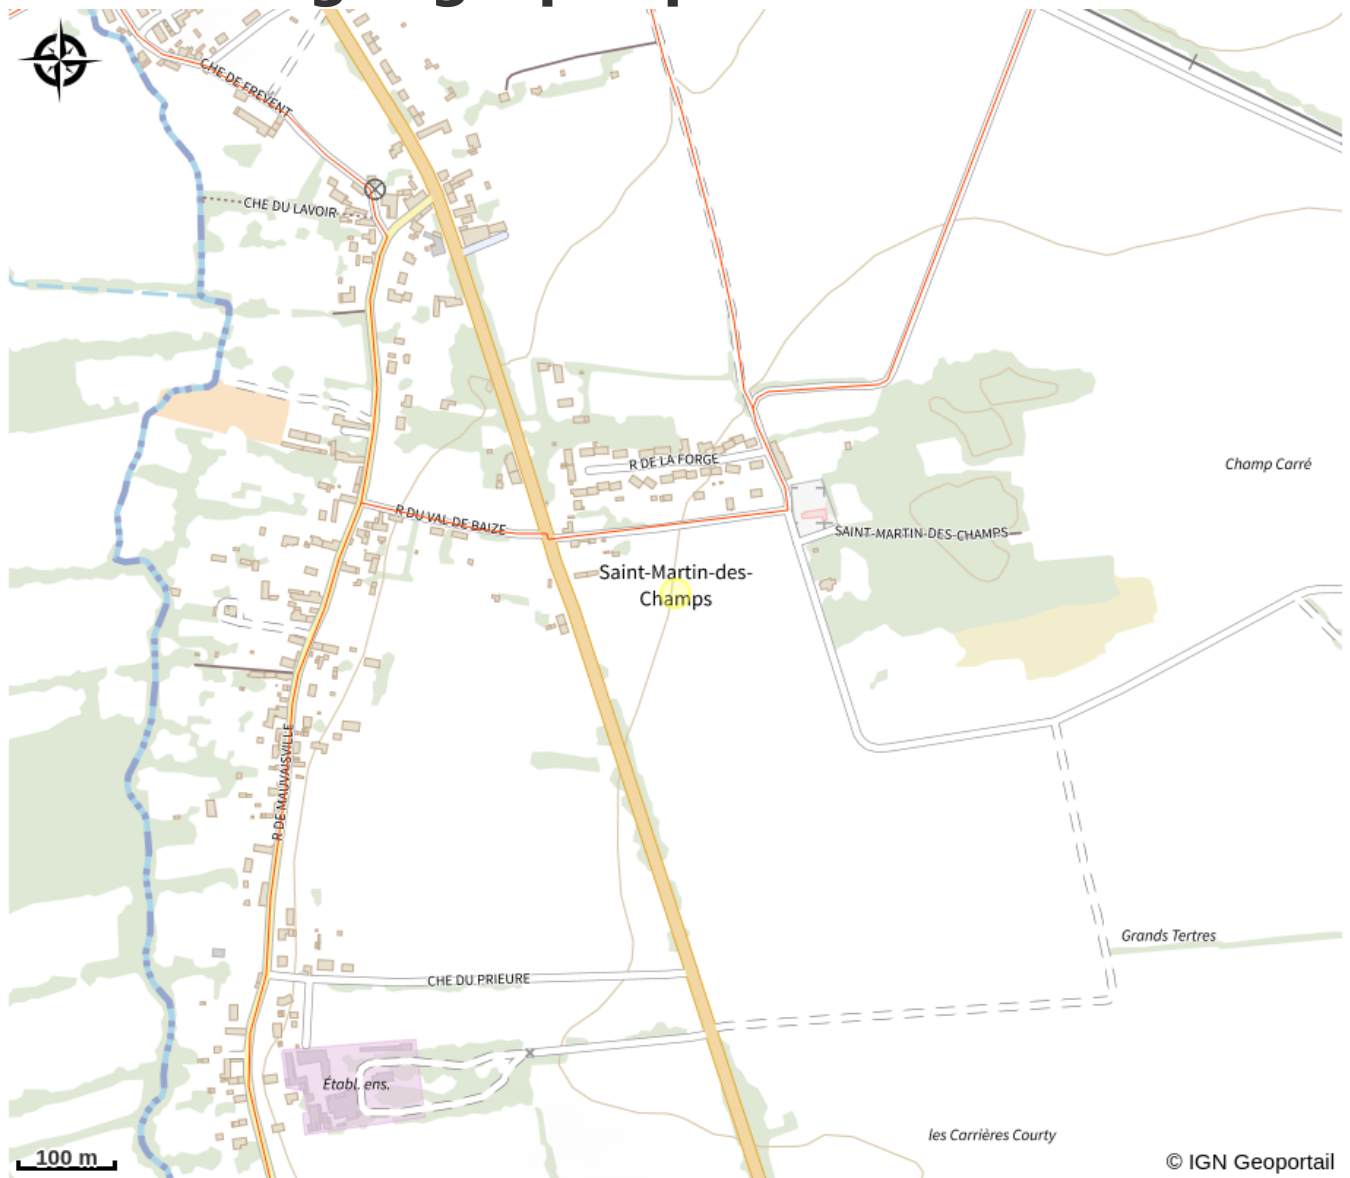 CHE DE FREVENT
CHE DU LAVOIR
R DE LA FORGE
Champ Carré
R DU VAL DE BAIZE
SAINT-MARTIN-DES-CHAMPS
Saint-Martin-des-
Champs
R DE MAUVAISVILLE
Grands Tertres
CHE DU PRIEURE
Établ. ens.
les Carrières Courty
100 m
© IGN Geoportail